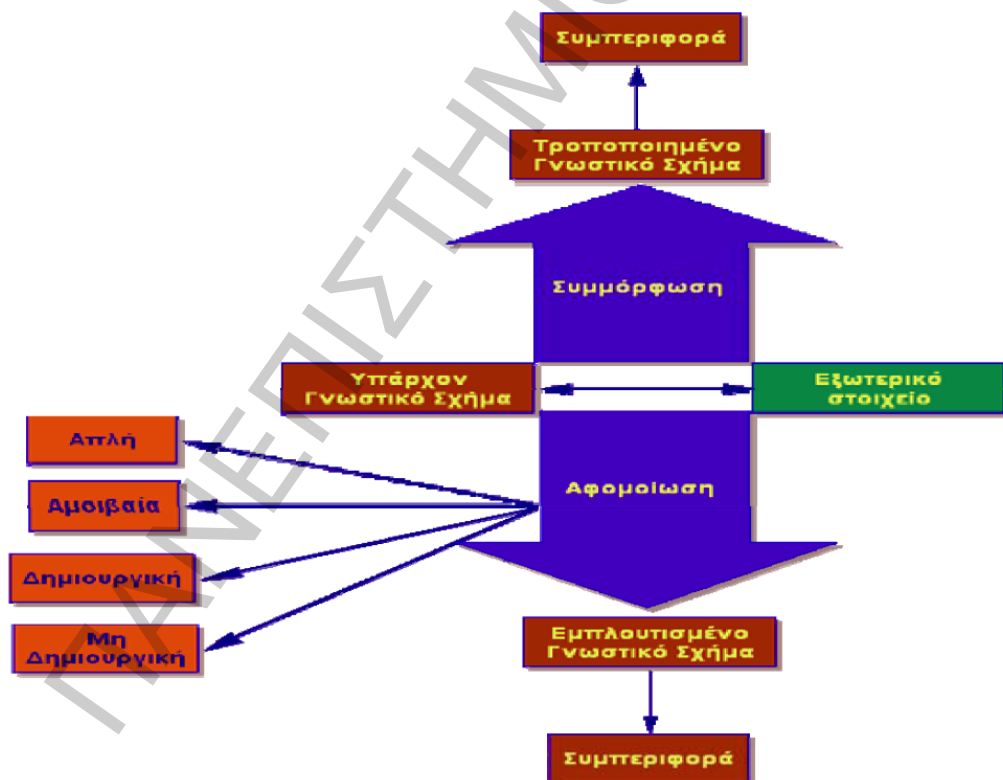 Συμπεριφορά
Τροπποποιημένο
Γνωστικό Σχήμα
Συμμόρφωση
Υπάρχον
Γνωστικό Σχήμα
Εξωτερικό
στοιχείο
Απλή
Αφομοίωση
Αμοιβαία
Δημιουργική
Μη
Δημιουργική
Εμπλουτισμένο
Γνωστικό Σχήμα
Συμπεριφορά